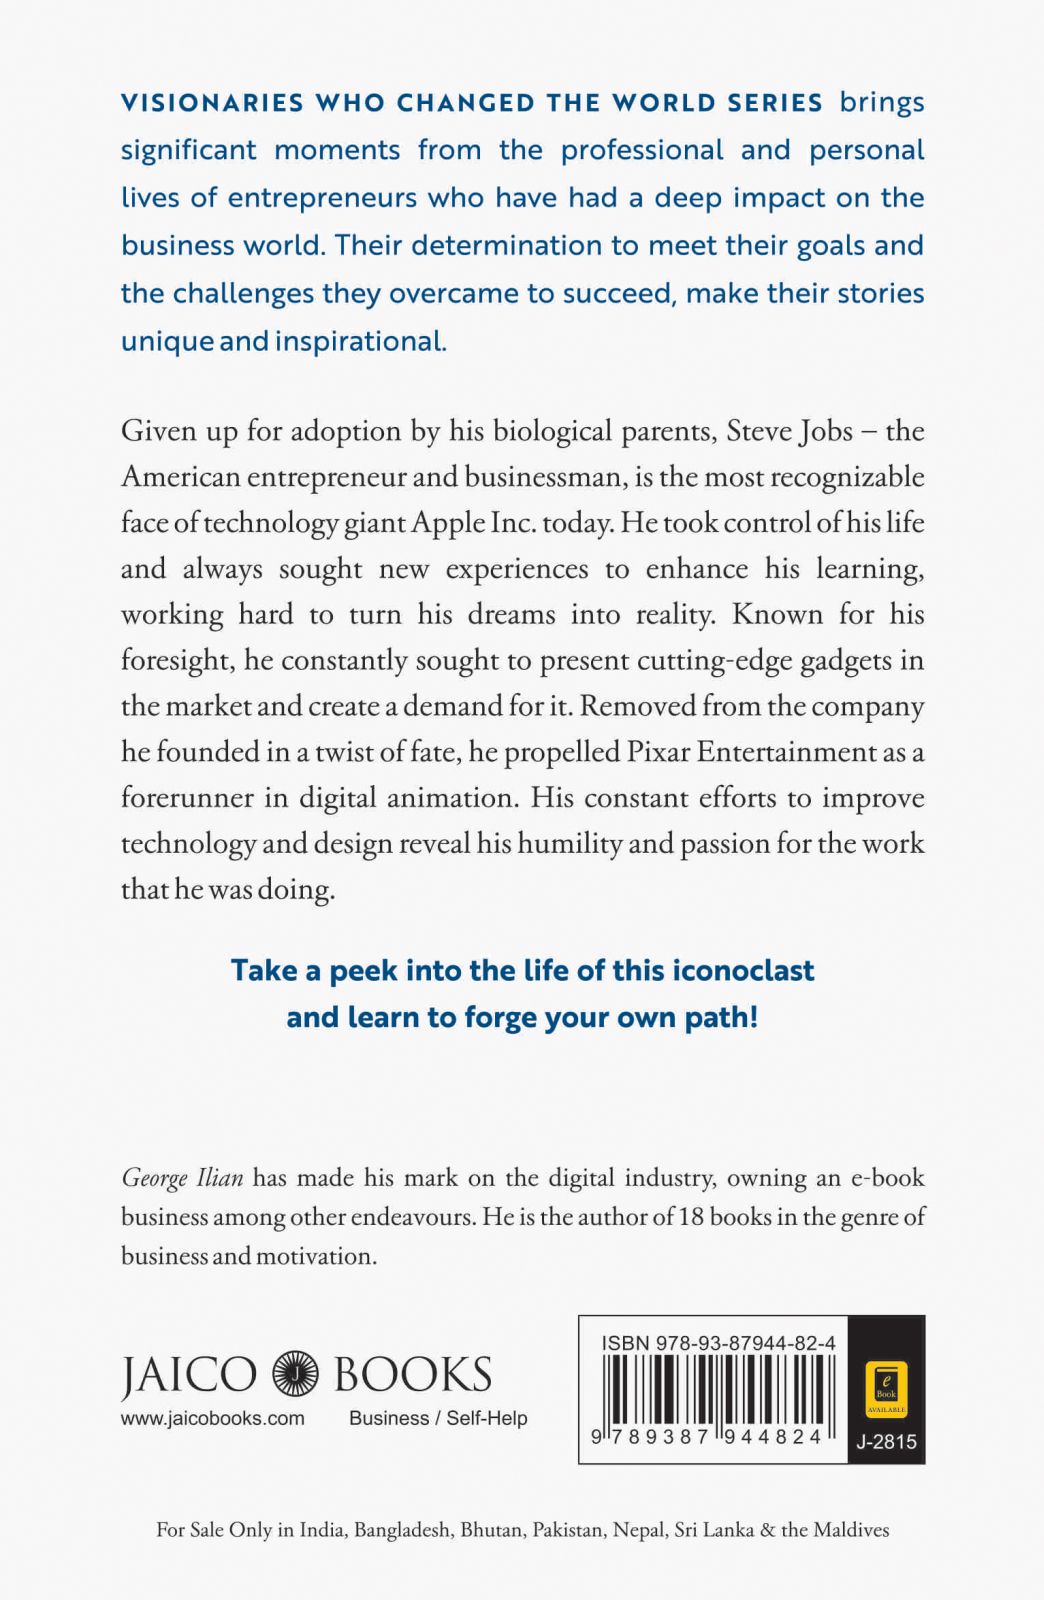 VISIONARIES WHO CHANGED THE WORLD SERIES brings
significant moments from the professional and personal
lives of entrepreneurs who have had a deep impact on the
business world. Their determination to meet their goals and
the challenges they overcame to succeed, make their stories
unique and inspirational.
Given up for adoption by his biological parents, Steve Jobs – the
American entrepreneur and businessman, is the most recognizable
face of technology giant Apple Inc. today. He took control of his life
and always sought new experiences to enhance his learning,
working hard to turn his dreams into reality. Known for his
foresight, he constantly sought to present cutting-edge gadgets in
the market and create a demand for it. Removed from the company
he founded in a twist of fate, he propelled Pixar Entertainment as a
forerunner in digital animation. His constant efforts to improve
technology and design reveal his humility and passion for the work
that he was doing.
Take a peek into the life of this iconoclast
and learn to forge your own path!
George Ilian has made his mark on the digital industry, owning an e-book
business among other endeavours. He is the author of 18 books in the genre of
business and motivation.
JAICO J BOOKS
www.jaicobooks.com Business / Self-Help
ISBN 978-93-87944-82-4
9 789387 944824
e
Book
AVAILABLE
J-2815
For Sale Only in India, Bangladesh, Bhutan, Pakistan, Nepal, Sri Lanka & the Maldives